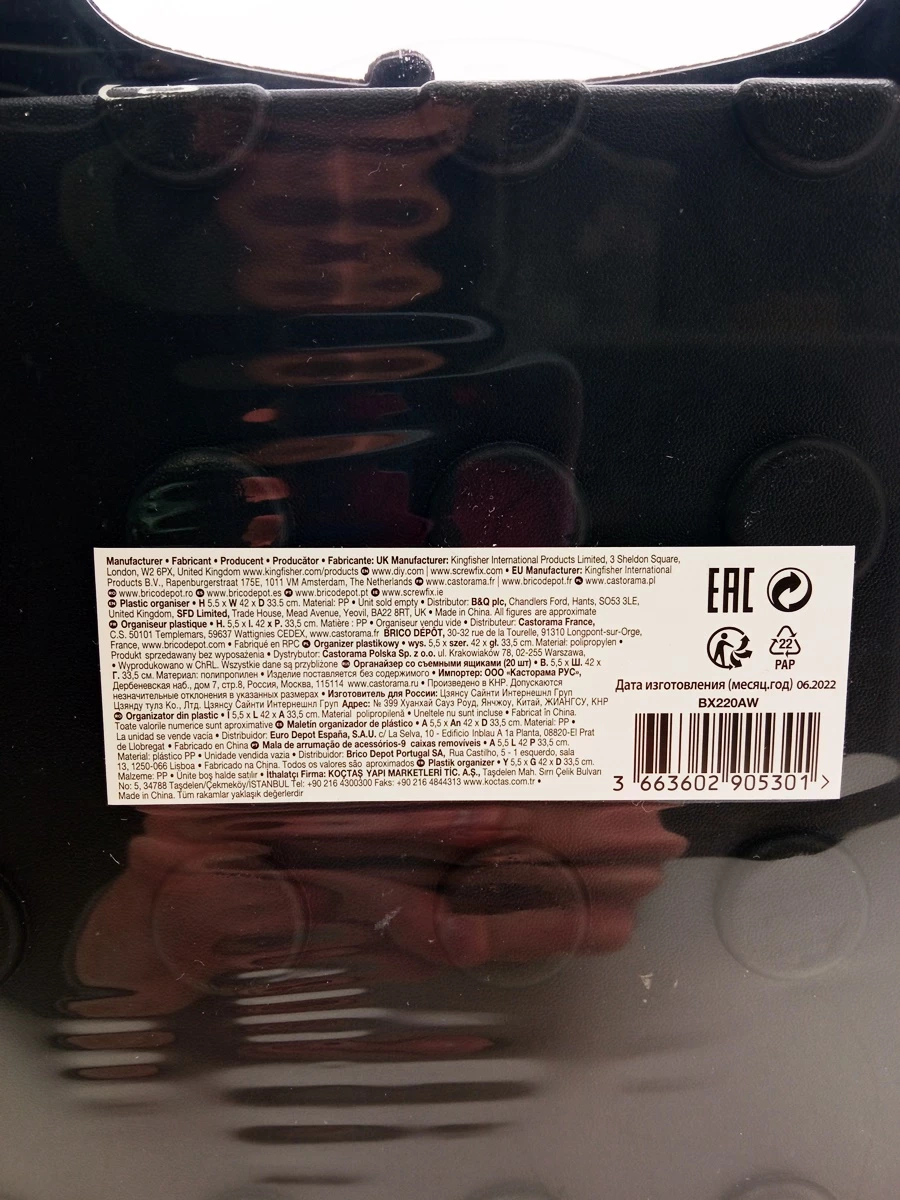 Manufacturer • Fabricant • Producent • Producător • Fabricante: UK Manufacturer: Kingfisher International Products Limited, 3 Sheldon Square,
London, W2 6PX, United Kingdom www.kingfisher.com/products www.diy.com | www.screwfix.com • EU Manufacturer: Kingfisher International
Products B.V., Rapenburgerstraat 175E, 1011 VM Amsterdam, The Netherlands www.castorama.fr | www.bricodepot.fr www.castorama.pl
www.bricodepot.ro www.bricodepot.es www.bricodepot.pt www.screwfix.ie
Plastic organiser • H 5.5 x W 42 x D 33.5 cm. Material: PP • Unit sold empty • Distributor: B&Q plc, Chandlers Ford, Hants, SO53 3LE,
United Kingdom. SFD Limited, Trade House, Mead Avenue, Yeovil, BA22 8RT, UK • Made in China. All figures are approximate
Organiseur plastique • H. 5,5 x L 42 x P. 33,5 cm. Matière : PP • Organiseur vendu vide • Distributeur: Castorama France,
C.S. 50101 Templemars, 59637 Wattignies CEDEX, www.castorama.fr BRICO DÉPÔT, 30-32 rue de la Tourelle, 91310 Longpont-sur-Orge,
France, www.bricodepot.com • Fabriqué en RPC Organizer plastikowy • wys. 5,5 x szer. 42 x gł. 33,5 cm. Material: polipropylen •
Produkt sprzedawany bez wyposażenia • Dystrybutor: Castorama Polska Sp. z o.o. ul. Krakowiaków 78, 02-255 Warszawa,
• Wyprodukowano w ChRL. Wszystkie dane są przybliżone Органайзер со съемными ящиками (20 шт) • В. 5,5 x Ш. 42 x
Г. 33,5 см. Материал: полипропилен • Изделие поставляется без содержимого • Импортер: ООО «Касторама РУС»,
Дербеневская наб., дом 7, стр.8, Россия, Москва, 115114 www.castorama.ru • Произведено в КНР. Допускаются
незначительные отклонения в указанных размерах • Изготовитель для России: Цзянсу Сайнти Интернешнл Груп
Цзянду тулз Ко., Лтд. Цзянсу Сайнти Интернешнл Груп Адрес: № 399 Хуанхай Сауз Роуд, Янчжоу, Китай, ЖИАНГСУ, КНР
Organizator din plastic • Î 5,5 x L 42 x A 33,5 cm. Material polipropilenă • Uneltele nu sunt incluse • Fabricat în China.
Toate valorile numerice sunt aproximative Maletín organizador de plástico • A 5,5 x An 42 x D 33,5 cm. Material: PP •
La unidad se vende vacia • Distribuidor: Euro Depot España, S.A.U. c/ La Selva, 10 - Edificio Inblau A 1a Planta, 08820-El Prat
de Llobregat • Fabricado en China Mala de arrumação de acessórios-9 caixas removíveis • A 5,5 L 42 P 33,5 cm.
Material: plástico PP • Unidade vendida vazia • Distribuidor: Brico Depot Portugal SA, Rua Castilho, 5 - 1 esquerdo, sala
13, 1250-066 Lisboa • Fabricado na China. Todos os valores são aproximados Plastik organizer • Y 5,5 x G 42 x D 33,5 cm.
Malzeme: PP • Ünite boş halde satılır • İthalatçı Firma: KOÇTAŞ YAPI MARKETLERİ TİC. A.Ş., Taşdelen Mah. Sırrı Çelik Bulvarı
No: 5, 34788 Taşdelen/Çekmeköy/İSTANBUL Tel: +90 216 4300300 Faks: +90 216 4844313 www.koctas.com.tr •
Made in China. Tüm rakamlar yaklaşık değerlerdir
EAC
22
PAP
Дата изготовления (месяц.год) 06.2022
BX220AW
3 663602 905301 >